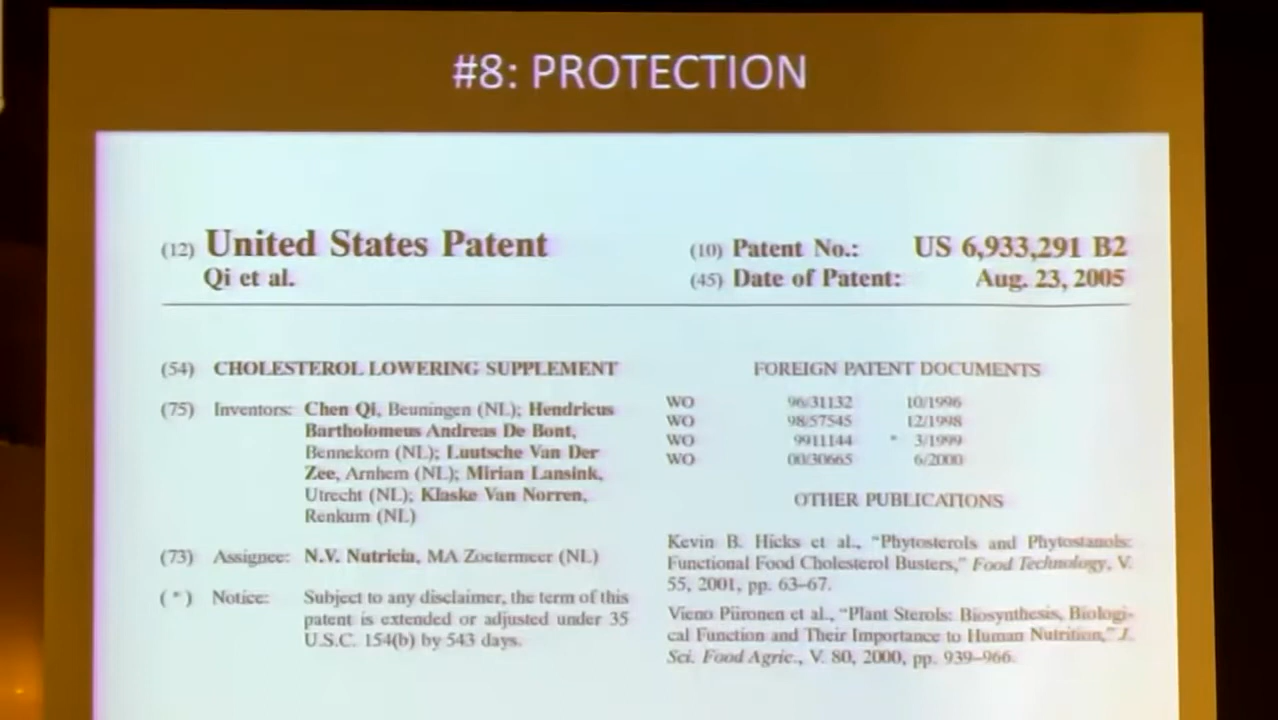 #8: PROTECTION
(12) United States Patent
Qi et al.
(10) Patent No.: US 6,933,291 B2
(45) Date of Patent: Aug. 23, 2005
(54) CHOLESTEROL LOWERING SUPPLEMENT
(75) Inventors: Chen Qi, Beuningen (NL); Hendricus
Bartholomeus Andreas De Bont,
Bennekom (NL); Luutsche Van Der
Zee, Arnhem (NL); Mirian Lansink,
Utrecht (NL); Klaske Van Norren,
Renkum (NL)
(73) Assignee: N.V. Nutricia, MA Zoetermeer (NL)
(*) Notice: Subject to any disclaimer, the term of this
patent is extended or adjusted under 35
U.S.C. 154(b) by 543 days.
FOREIGN PATENT DOCUMENTS
WO 96/31132 10/1996
WO 98/57545 12/1998
WO 9911144 * 3/1999
WO 00/30665 6/2000
OTHER PUBLICATIONS
Kevin B. Hicks et al., “Phytosterols and Phytostanols:
Functional Food Cholesterol Busters,” Food Technology, V.
55, 2001, pp. 63–67.
Vieno Piironen et al., “Plant Sterols: Biosynthesis, Biologi-
cal Function and Their Importance to Human Nutrition,” J.
Sci. Food Agric., V. 80, 2000, pp. 939–966.